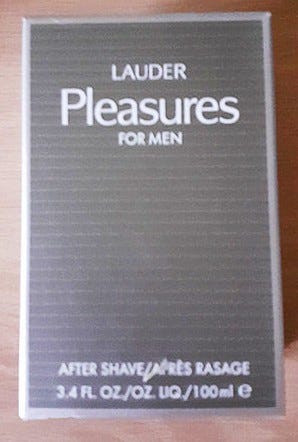 LAUDER
Pleasures
FOR MEN
AFTER SHAVE/APRÈS RASAGE
3.4 FL. OZ./OZ. LIQ./100ml ℮